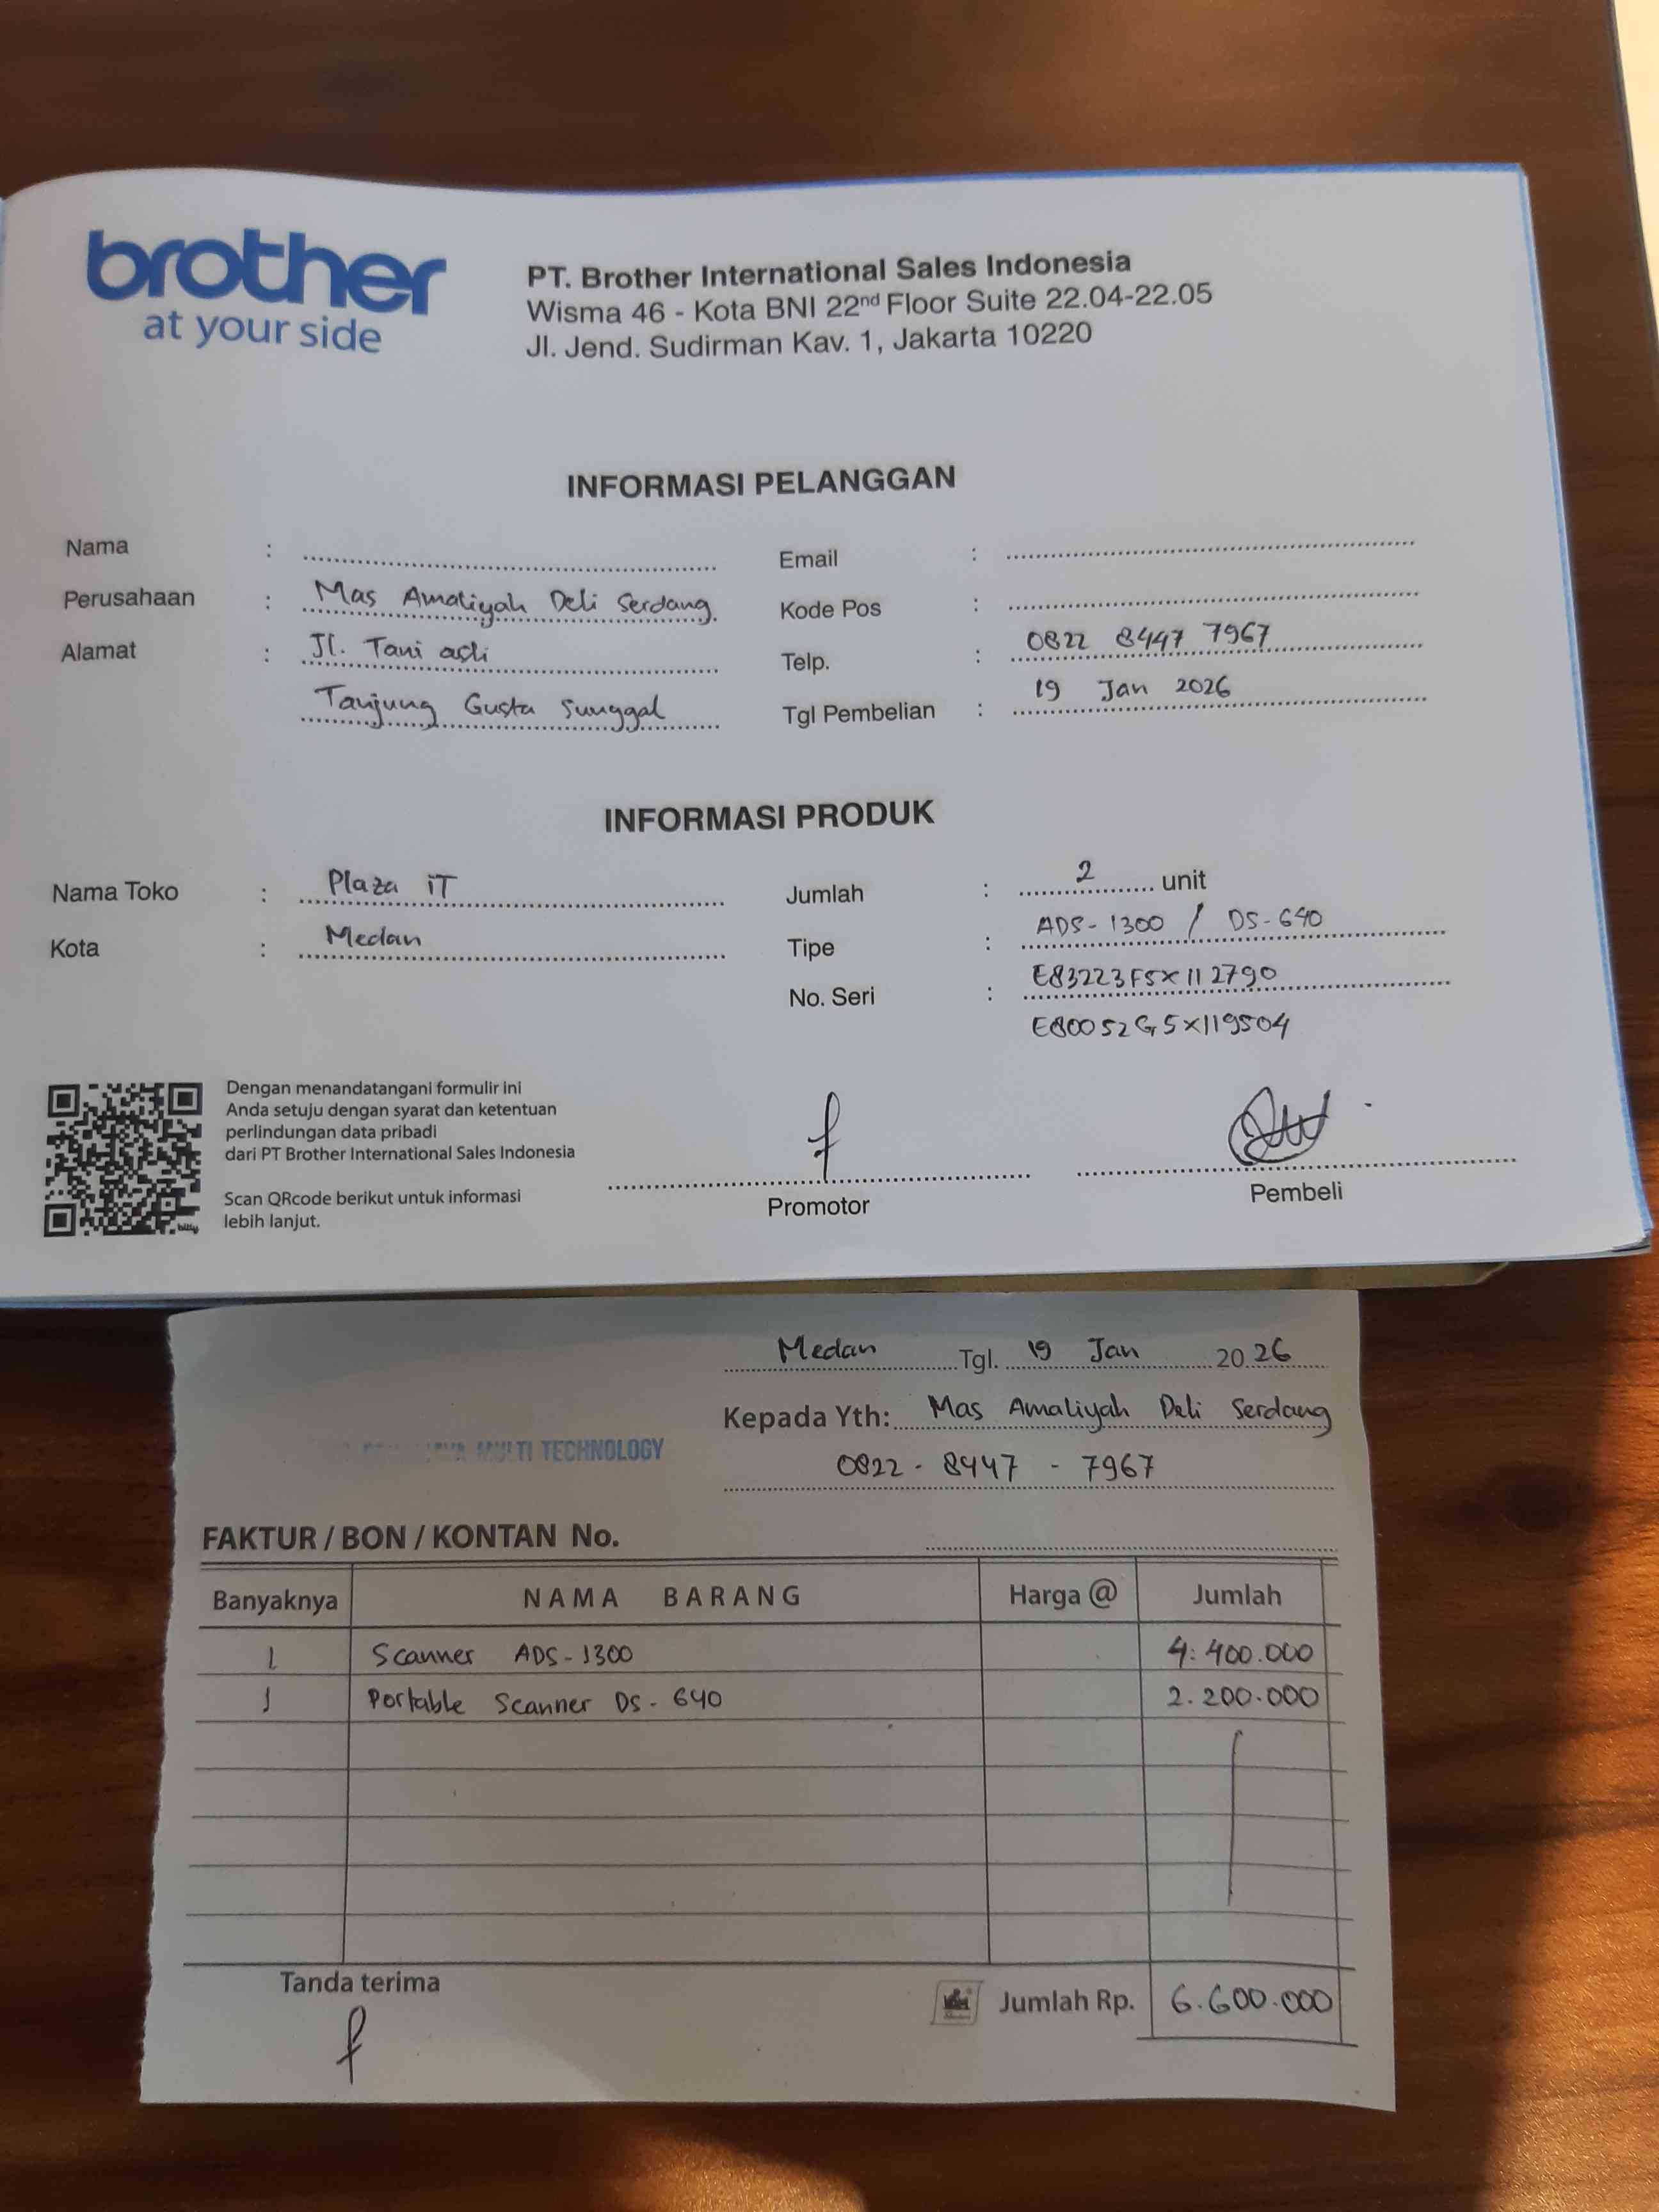 brother
at your side
PT. Brother International Sales Indonesia
Wisma 46 - Kota BNI 22nd Floor Suite 22.04-22.05
Jl. Jend. Sudirman Kav. 1, Jakarta 10220
INFORMASI PELANGGAN
Nama :
Perusahaan : Mas Amaliyah Deli Serdang
Alamat : Jl. Tani asli
Tanjung Gusta Sunggal
Email :
Kode Pos :
Telp. : 0822 8447 7967
Tgl Pembelian : 19 Jan 2026
INFORMASI PRODUK
Nama Toko : Plaza iT
Kota : Medan
Jumlah : 2 unit
Tipe : ADS-1300 / DS-640
No. Seri : E83223F5X112790
E80052G5X119504
Dengan menandatangani formulir ini
Anda setuju dengan syarat dan ketentuan
perlindungan data pribadi
dari PT Brother International Sales Indonesia
Scan QRcode berikut untuk informasi
lebih lanjut.
bitly
Promotor
Pembeli
Medan Tgl. 19 Jan 2026
Kepada Yth: Mas Amaliyah Deli Serdang
0822 - 8447 - 7967
MULTI TECHNOLOGY
FAKTUR / BON / KONTAN No.
Banyaknya NAMA BARANG Harga @ Jumlah
1 Scanner ADS-1300 4.400.000
1 Portable Scanner DS-640 2.200.000
Tanda terima
Jumlah Rp. 6.600.000